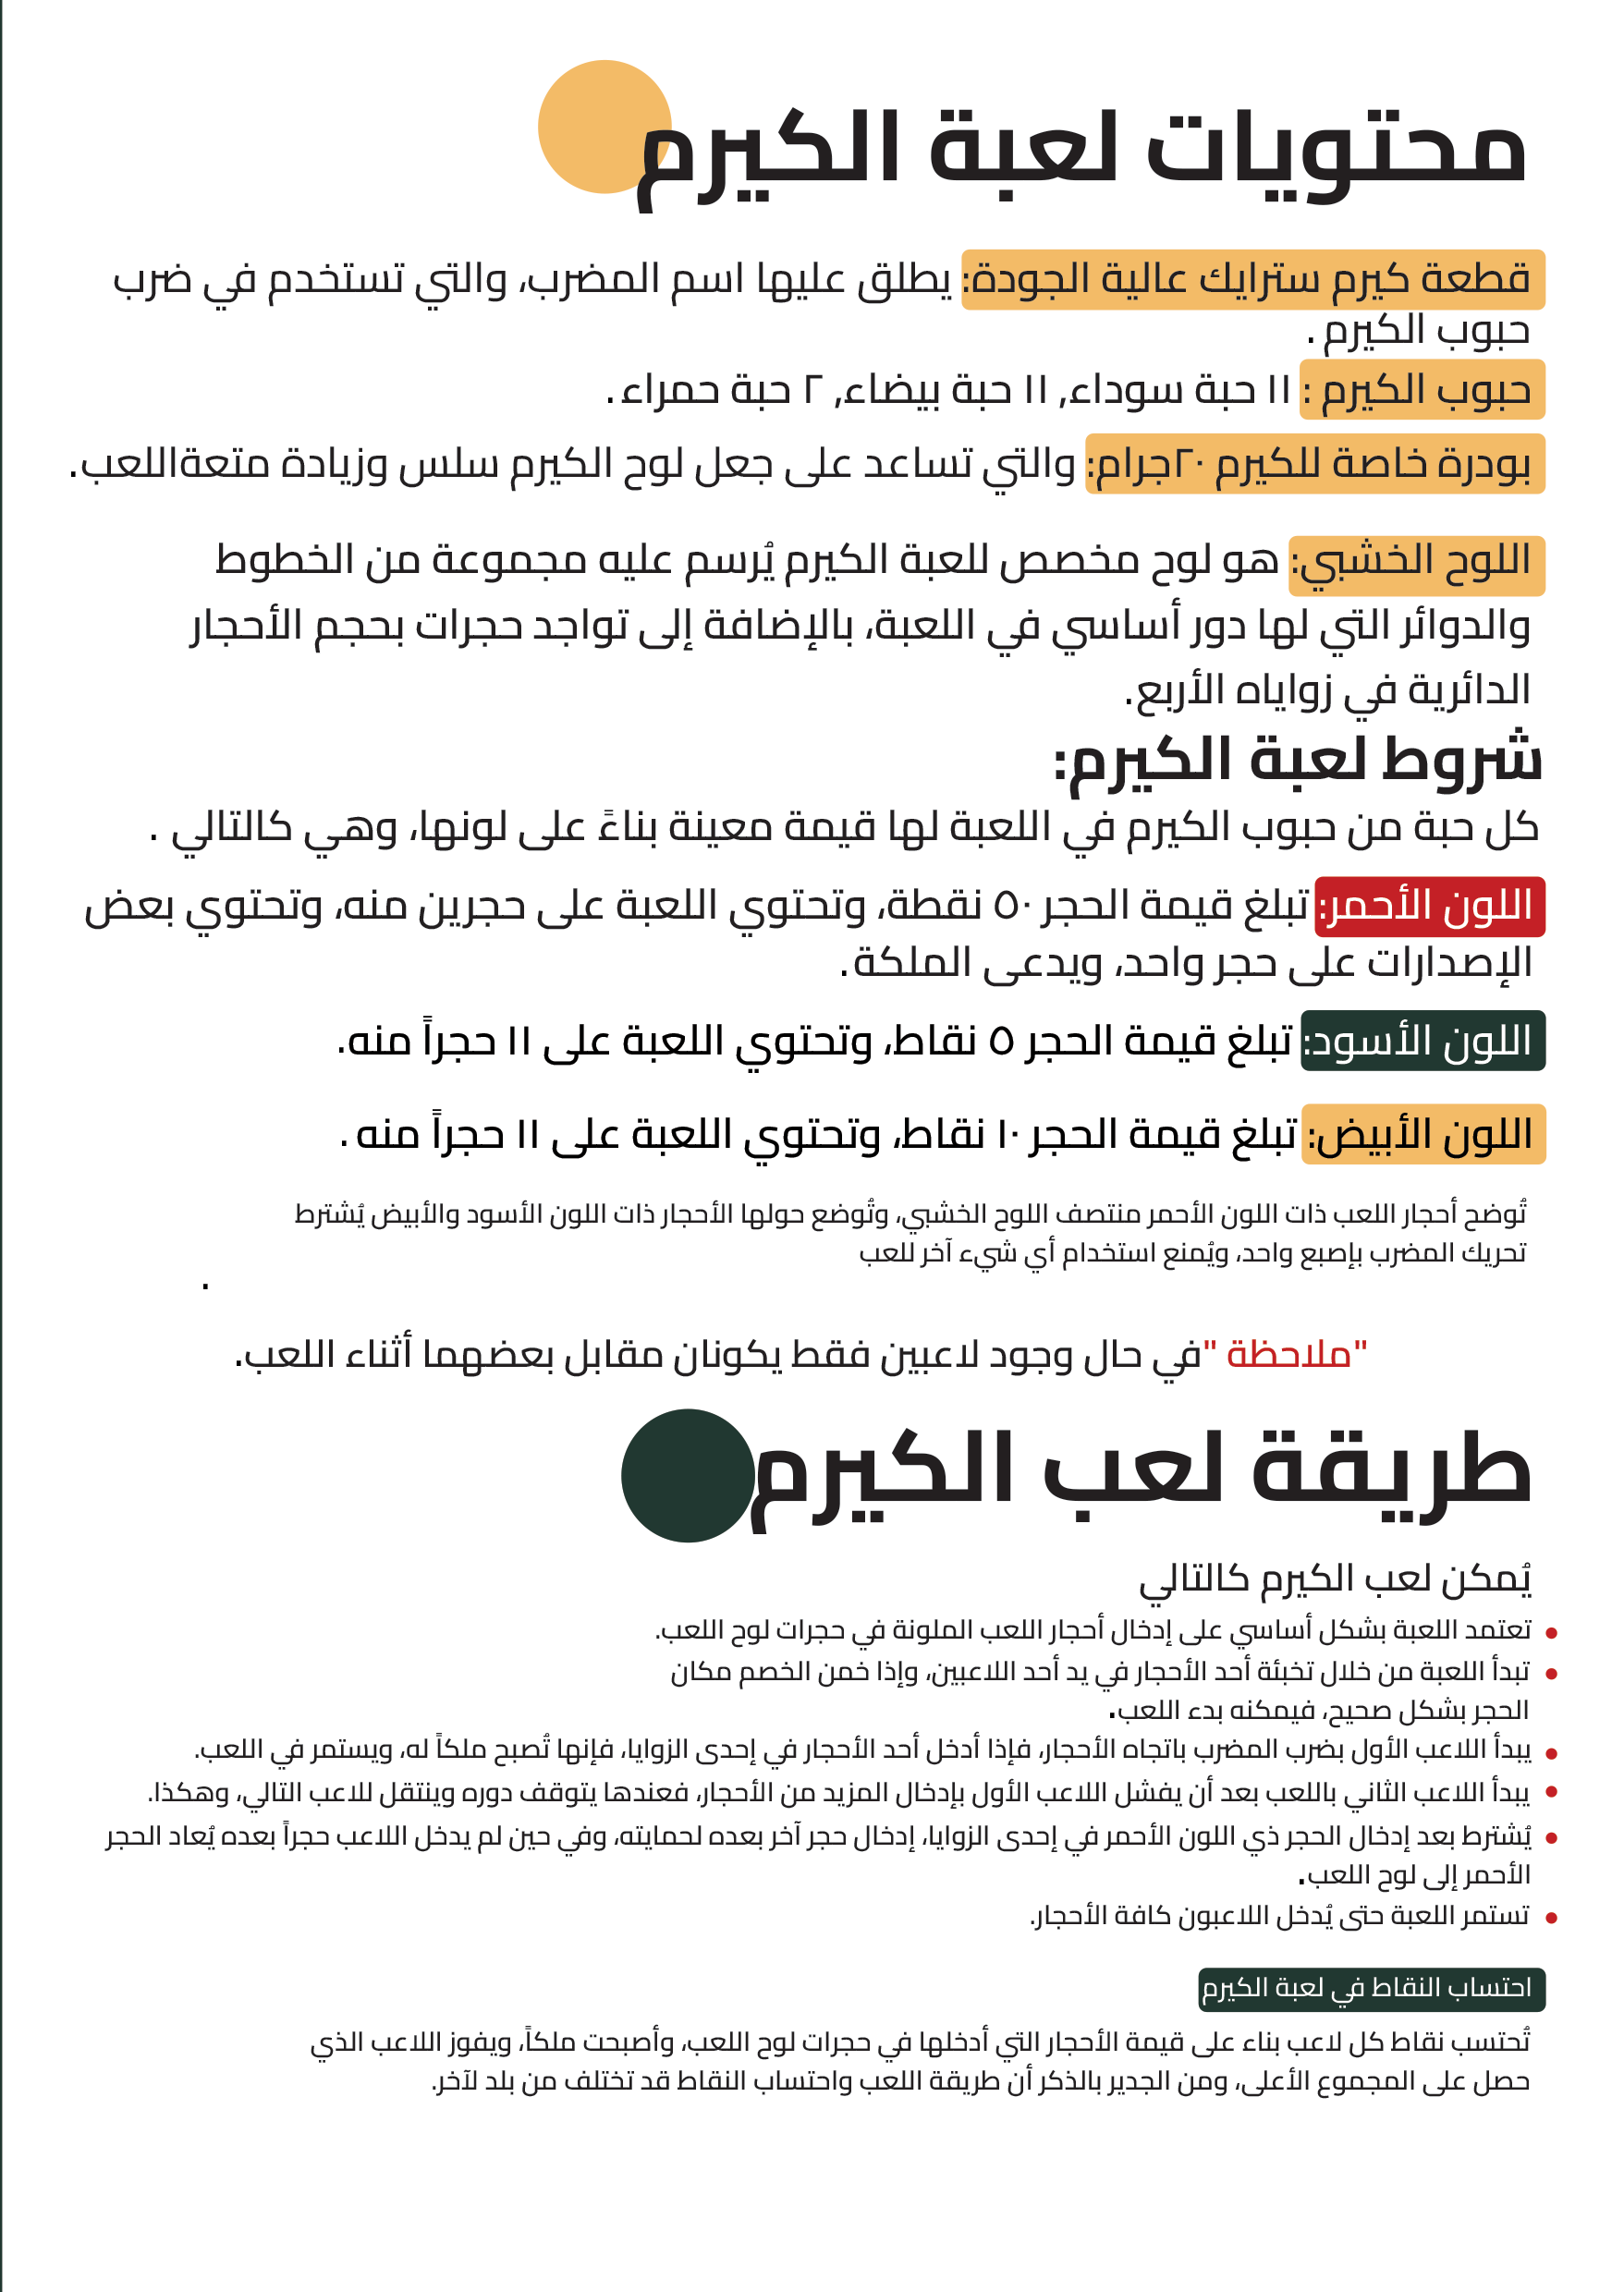 محتويات لعبة الكيرم
قطعة كيرم سترايك عالية الجودة: يطلق عليها اسم المضرب، والتي تستخدم في ضرب
حبوب الكيرم .
حبوب الكيرم : ١١ حبة سوداء, ١١ حبة بيضاء, ٢ حبة حمراء .
بودرة خاصة للكيرم ٢٠جرام: والتي تساعد على جعل لوح الكيرم سلس وزيادة متعةاللعب.
اللوح الخشبي: هو لوح مخصص للعبة الكيرم يُرسم عليه مجموعة من الخطوط
والدوائر التي لها دور أساسي في اللعبة، بالإضافة إلى تواجد حجرات بحجم الأحجار
الدائرية في زواياه الأربع.
شروط لعبة الكيرم:
كل حبة من حبوب الكيرم في اللعبة لها قيمة معينة بناءً على لونها، وهي كالتالي .
اللون الأحمر: تبلغ قيمة الحجر ٥٠ نقطة، وتحتوي اللعبة على حجرين منه، وتحتوي بعض
الإصدارات على حجر واحد، ويدعى الملكة.
اللون الأسود: تبلغ قيمة الحجر ٥ نقاط، وتحتوي اللعبة على ١١ حجراً منه.
اللون الأبيض: تبلغ قيمة الحجر ١٠ نقاط، وتحتوي اللعبة على ١١ حجراً منه .
تُوضح أحجار اللعب ذات اللون الأحمر منتصف اللوح الخشبي، وتُوضع حولها الأحجار ذات اللون الأسود والأبيض يُشترط
تحريك المضرب بإصبع واحد، ويُمنع استخدام أي شيء آخر للعب
.
"ملاحظة "في حال وجود لاعبين فقط يكونان مقابل بعضهما أثناء اللعب.
طريقة لعب الكيرم
يُمكن لعب الكيرم كالتالي
• تعتمد اللعبة بشكل أساسي على إدخال أحجار اللعب الملونة في حجرات لوح اللعب.
• تبدأ اللعبة من خلال تخبئة أحد الأحجار في يد أحد اللاعبين، وإذا خمن الخصم مكان
الحجر بشكل صحيح، فيمكنه بدء اللعب.
• يبدأ اللاعب الأول بضرب المضرب باتجاه الأحجار، فإذا أدخل أحد الأحجار في إحدى الزوايا، فإنها تُصبح ملكاً له، ويستمر في اللعب.
• يبدأ اللاعب الثاني باللعب بعد أن يفشل اللاعب الأول بإدخال المزيد من الأحجار، فعندها يتوقف دوره وينتقل للاعب التالي، وهكذا.
• يُشترط بعد إدخال الحجر ذي اللون الأحمر في إحدى الزوايا، إدخال حجر آخر بعده لحمايته، وفي حين لم يدخل اللاعب حجراً بعده يُعاد الحجر
الأحمر إلى لوح اللعب.
• تستمر اللعبة حتى يُدخل اللاعبون كافة الأحجار.
احتساب النقاط في لعبة الكيرم
تُحتسب نقاط كل لاعب بناء على قيمة الأحجار التي أدخلها في حجرات لوح اللعب، وأصبحت ملكاً، ويفوز اللاعب الذي
حصل على المجموع الأعلى، ومن الجدير بالذكر أن طريقة اللعب واحتساب النقاط قد تختلف من بلد لآخر.